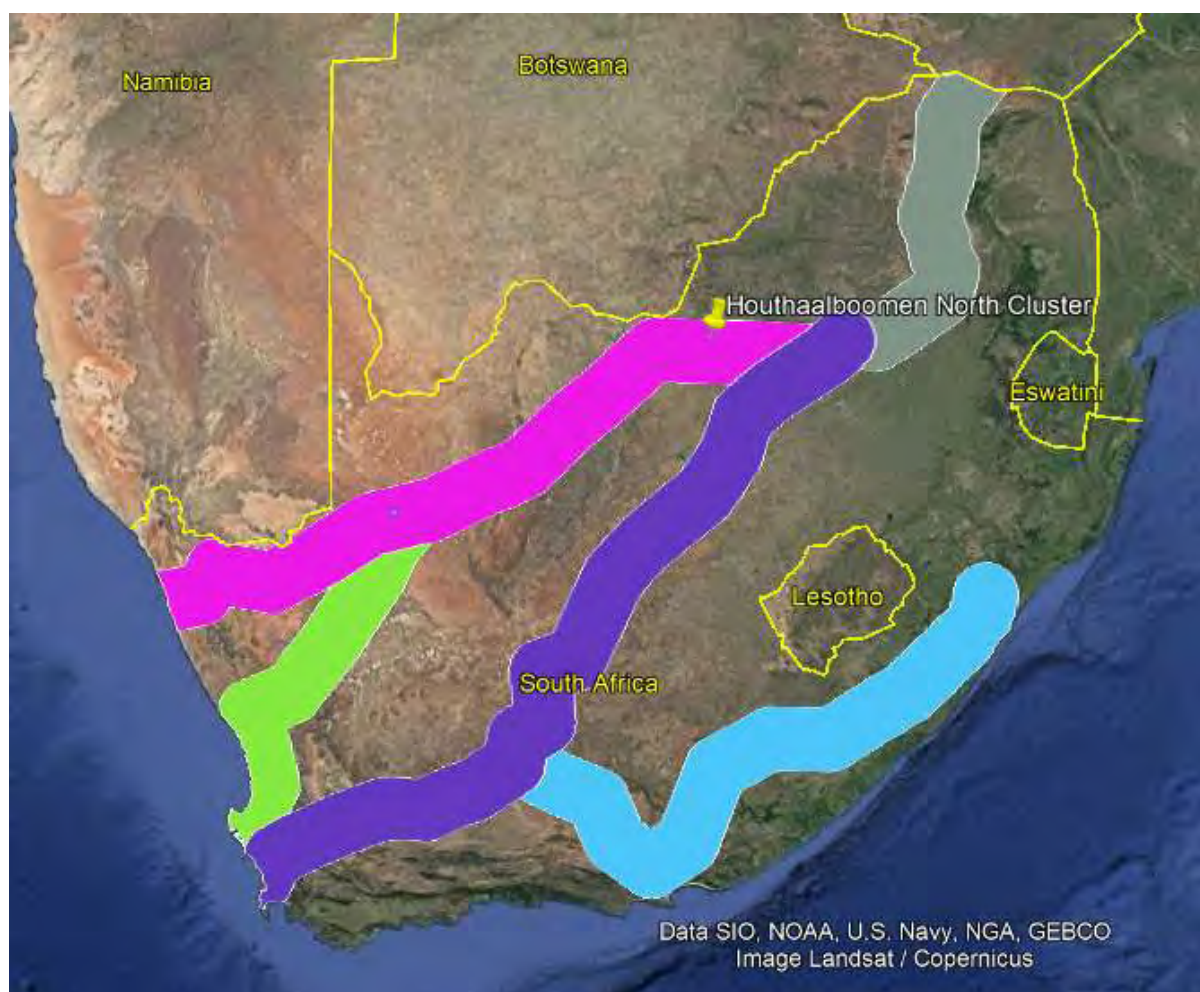 Namibia
Botswana
Houthaalboomen North Cluster
Eswatini
Lesotho
South Africa
Data SIO, NOAA, U.S. Navy, NGA, GEBCO
Image Landsat / Copernicus